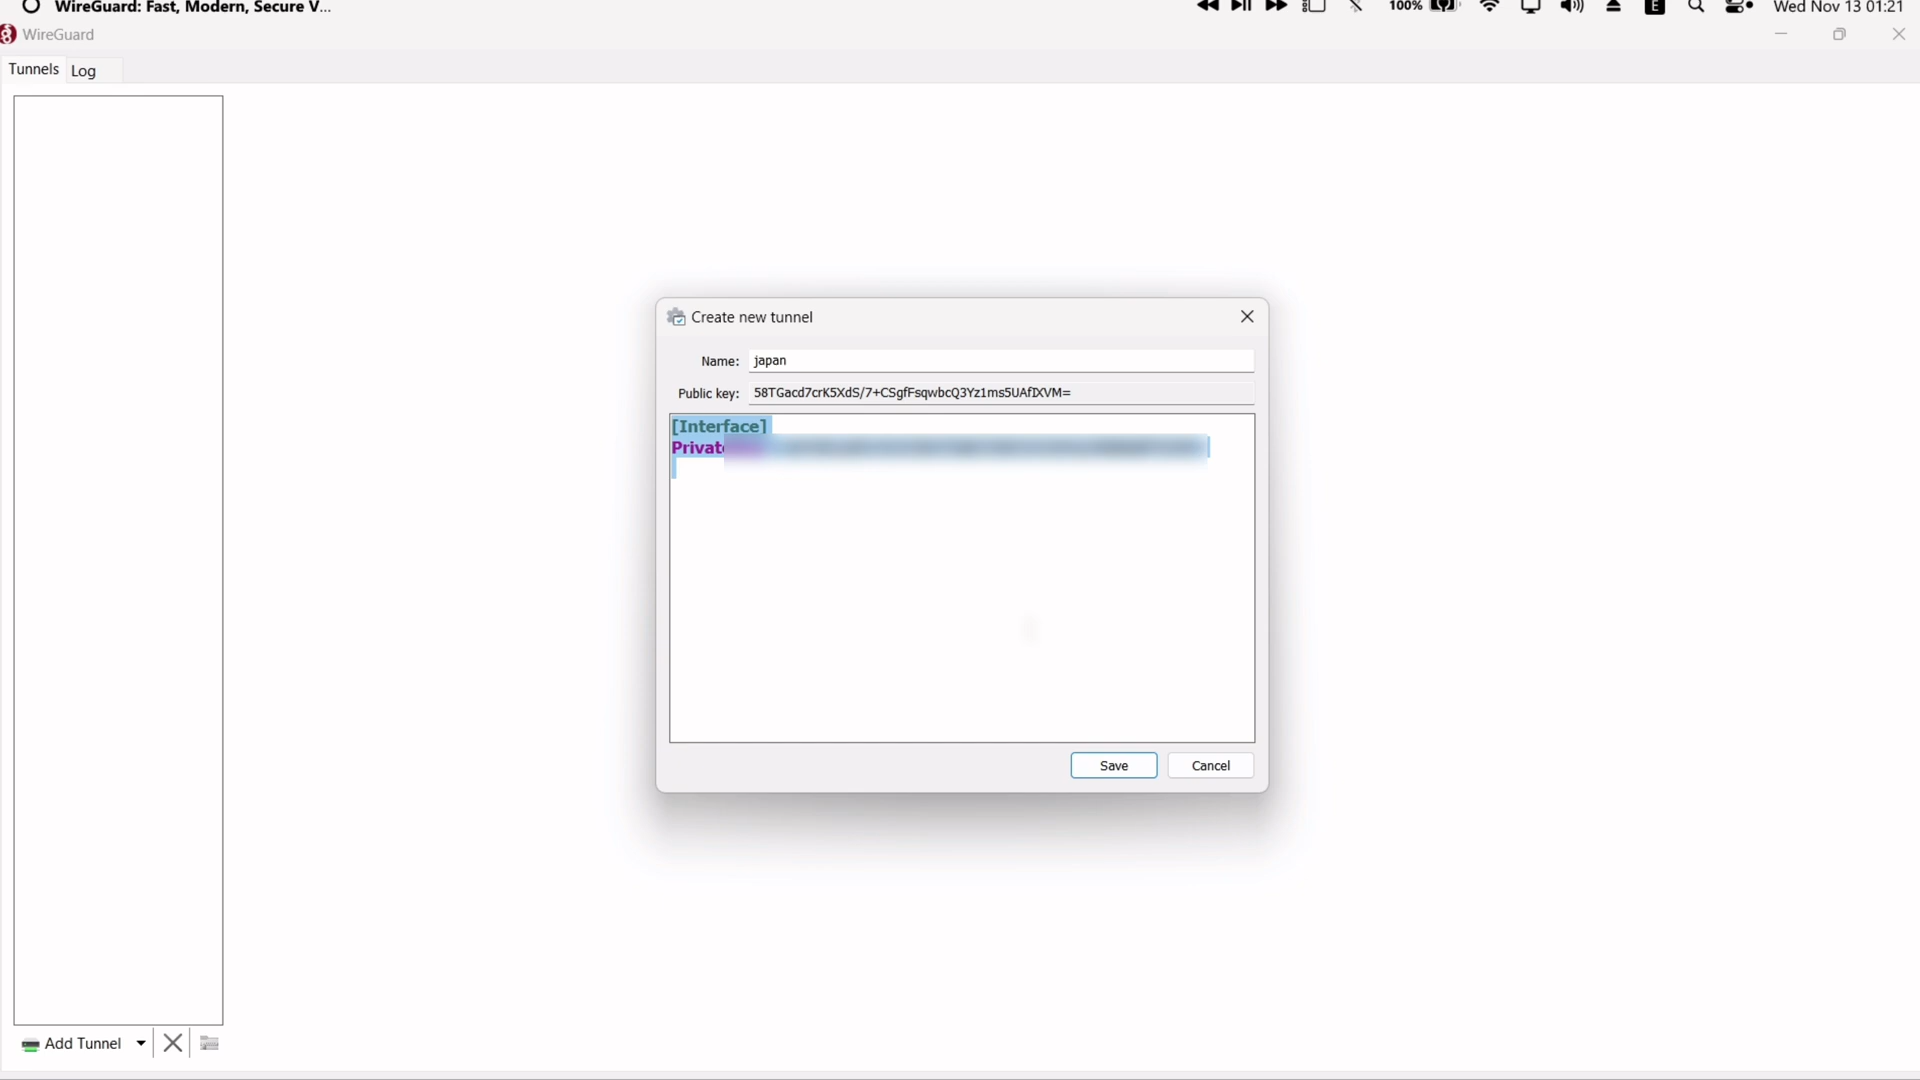 WireGuard: Fast, Modern, Secure V...
100%
E
Wed Nov 13 01:21
WireGuard
Tunnels
Log
Create new tunnel
Name:
japan
Public key:
58TGacd7crK5XdS/7+CSgfFsqwbcQ3Yz1ms5UAfIXVM=
[Interface]
Save
Cancel
Add Tunnel